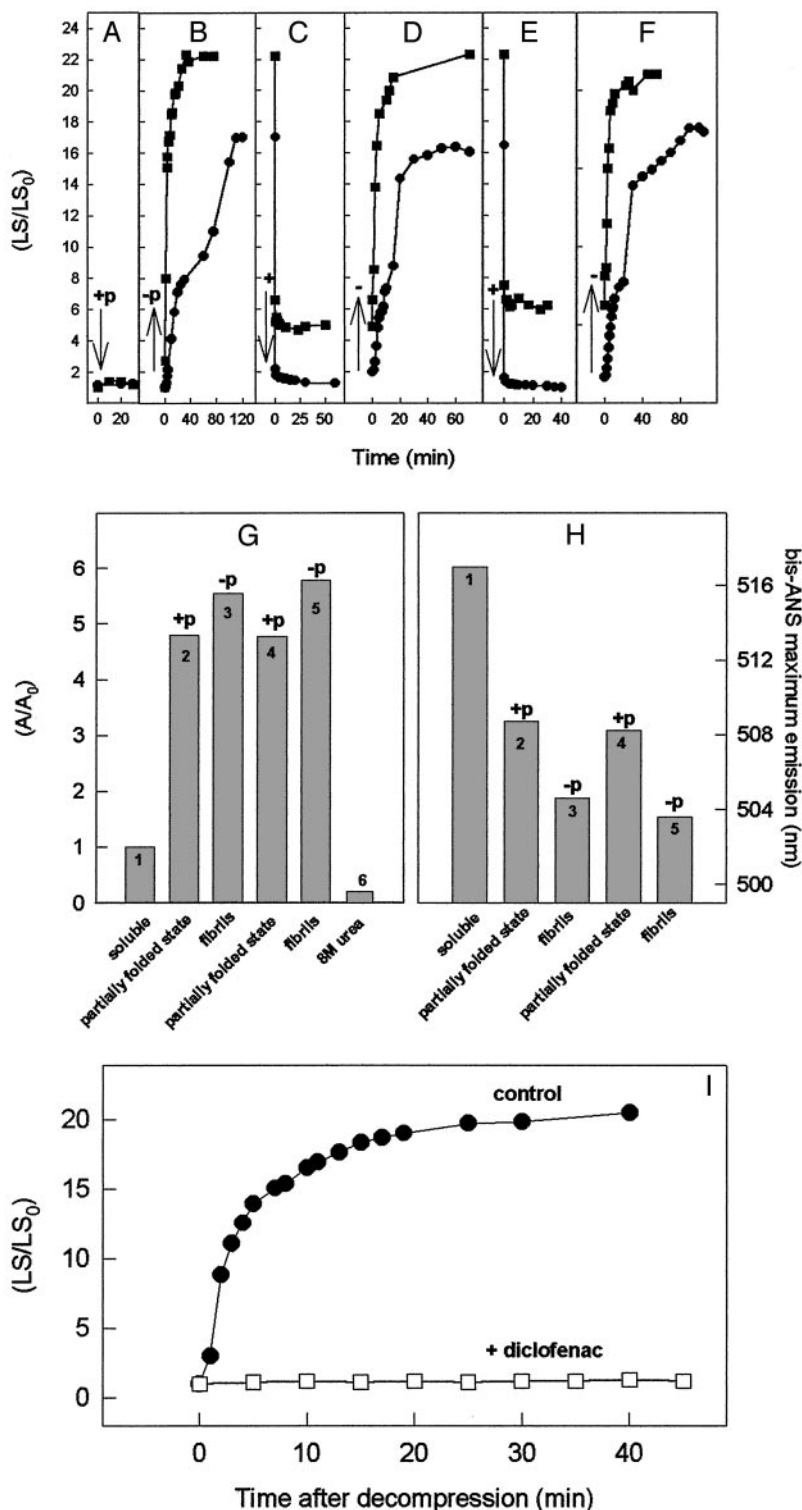 A B C D E F
(LS/LS0)
24
22
20
18
16
14
12
10
8
6
4
2
+p
-p
+
-
+
-
0 20
0 40 80 120
0 25 50
0 20 40 60
0 10 20 30 40
0 40 80
Time (min)
G
(A/A0)
6
5
4
3
2
1
0
1
+p
2
-p
3
+p
4
-p
5
6
soluble
partially folded state
fibrils
partially folded state
fibrils
8M urea
H
1
+p
2
-p
3
+p
4
-p
5
516
512
508
504
500
bis-ANS maximum emission (nm)
soluble
partially folded state
fibrils
partially folded state
fibrils
I
(LS/LS0)
20
15
10
5
0
control
+ diclofenac
0 10 20 30 40
Time after decompression (min)